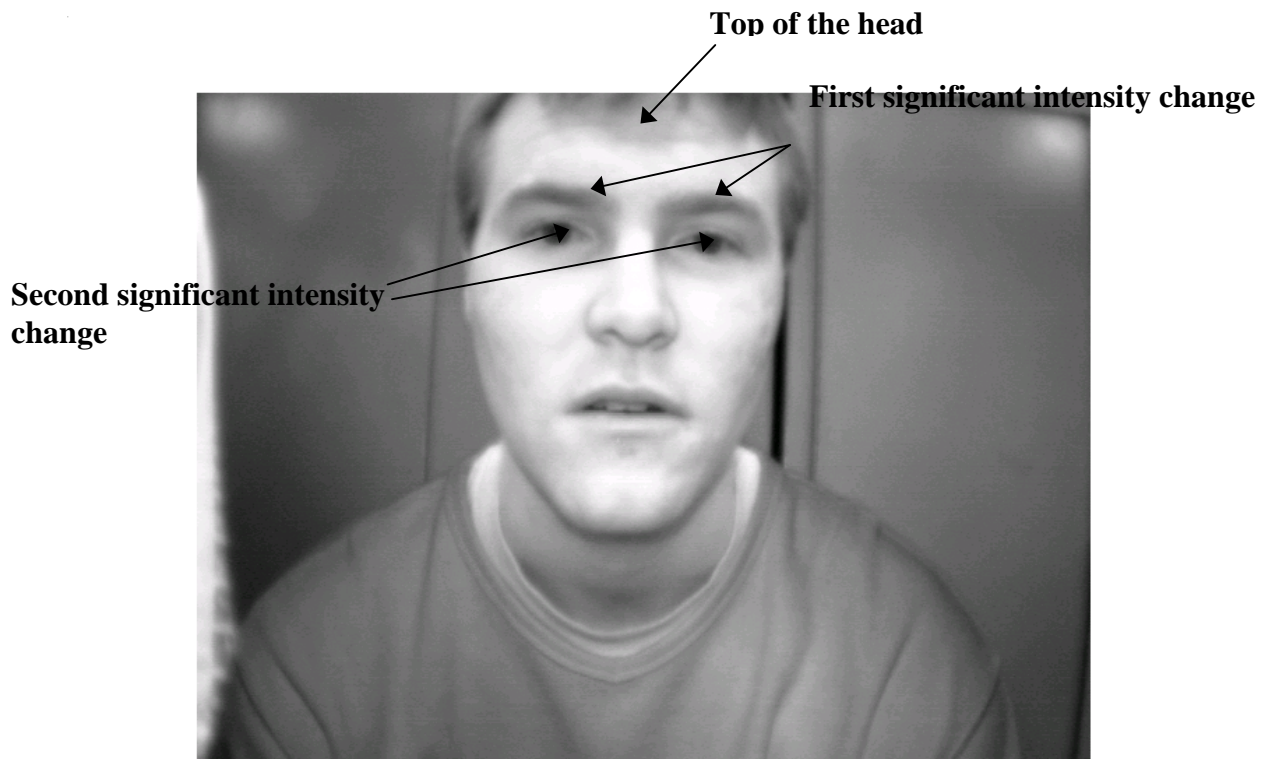 Top of the head
First significant intensity change
Second significant intensity
change